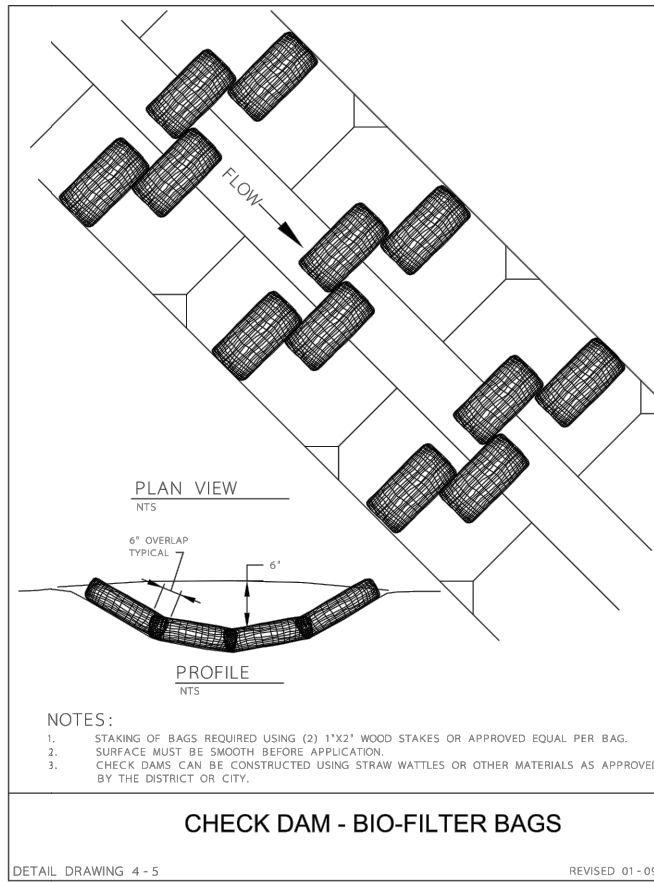 FLOW
PLAN VIEW
NTS
6" OVERLAP
TYPICAL
6"
PROFILE
NTS
NOTES:
1. STAKING OF BAGS REQUIRED USING (2) 1"X2" WOOD STAKES OR APPROVED EQUAL PER BAG.
2. SURFACE MUST BE SMOOTH BEFORE APPLICATION.
3. CHECK DAMS CAN BE CONSTRUCTED USING STRAW WATTLES OR OTHER MATERIALS AS APPROVED
BY THE DISTRICT OR CITY.
CHECK DAM - BIO-FILTER BAGS
DETAIL DRAWING 4-5
REVISED 01-09